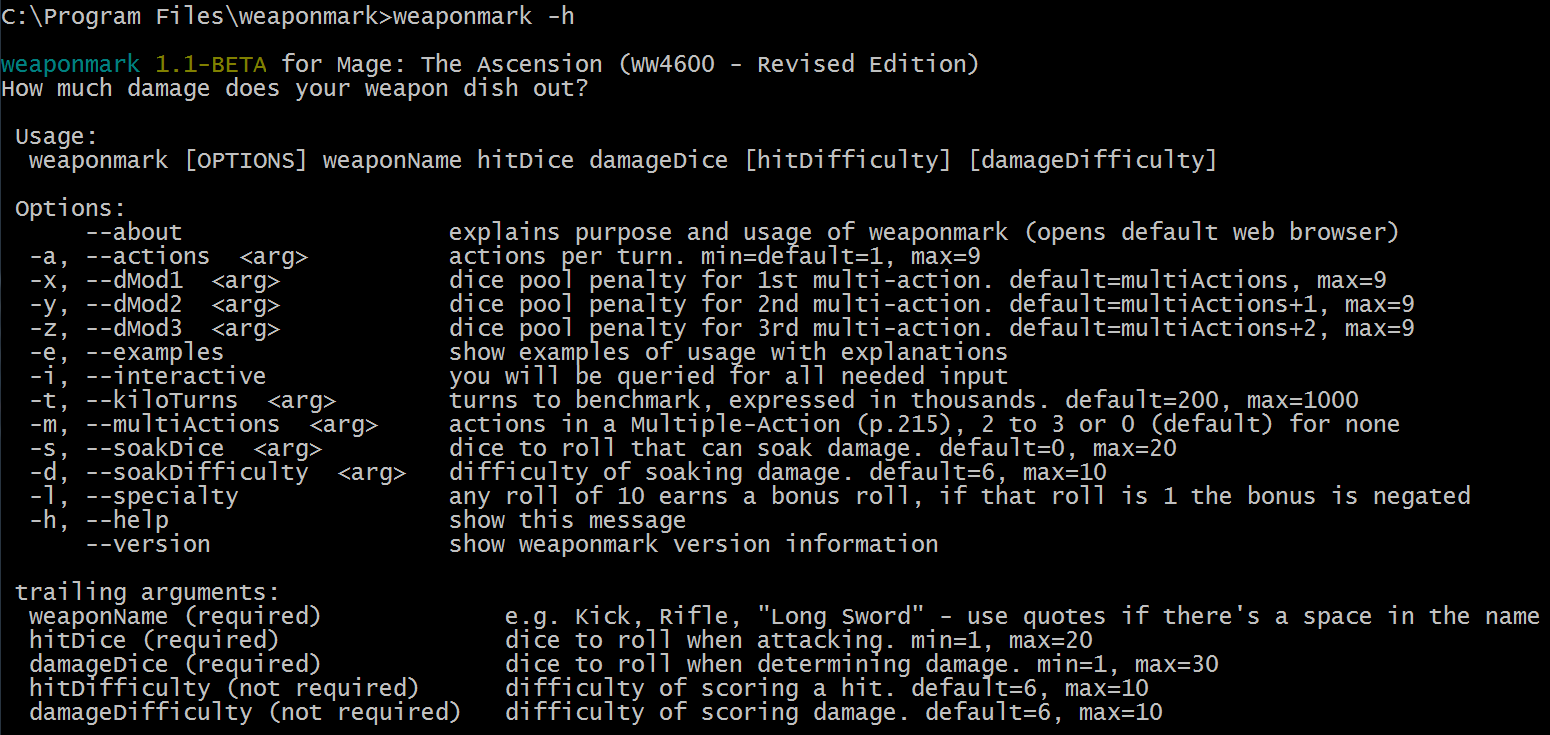 C:\Program Files\weaponmark>weaponmark -h
weaponmark 1.1-BETA for Mage: The Ascension (WW4600 - Revised Edition)
How much damage does your weapon dish out?
Usage:
weaponmark [OPTIONS] weaponName hitDice damageDice [hitDifficulty] [damageDifficulty]
Options:
--about explains purpose and usage of weaponmark (opens default web browser)
-a, --actions <arg> actions per turn. min=default=1, max=9
-x, --dMod1 <arg> dice pool penalty for 1st multi-action. default=multiActions, max=9
-y, --dMod2 <arg> dice pool penalty for 2nd multi-action. default=multiActions+1, max=9
-z, --dMod3 <arg> dice pool penalty for 3rd multi-action. default=multiActions+2, max=9
-e, --examples show examples of usage with explanations
-i, --interactive you will be queried for all needed input
-t, --kiloTurns <arg> turns to benchmark, expressed in thousands. default=200, max=1000
-m, --multiActions <arg> actions in a Multiple-Action (p.215), 2 to 3 or 0 (default) for none
-s, --soakDice <arg> dice to roll that can soak damage. default=0, max=20
-d, --soakDifficulty <arg> difficulty of soaking damage. default=6, max=10
-l, --specialty any roll of 10 earns a bonus roll, if that roll is 1 the bonus is negated
-h, --help show this message
--version show weaponmark version information
trailing arguments:
weaponName (required) e.g. Kick, Rifle, "Long Sword" - use quotes if there's a space in the name
hitDice (required) dice to roll when attacking. min=1, max=20
damageDice (required) dice to roll when determining damage. min=1, max=30
hitDifficulty (not required) difficulty of scoring a hit. default=6, max=10
damageDifficulty (not required) difficulty of scoring damage. default=6, max=10